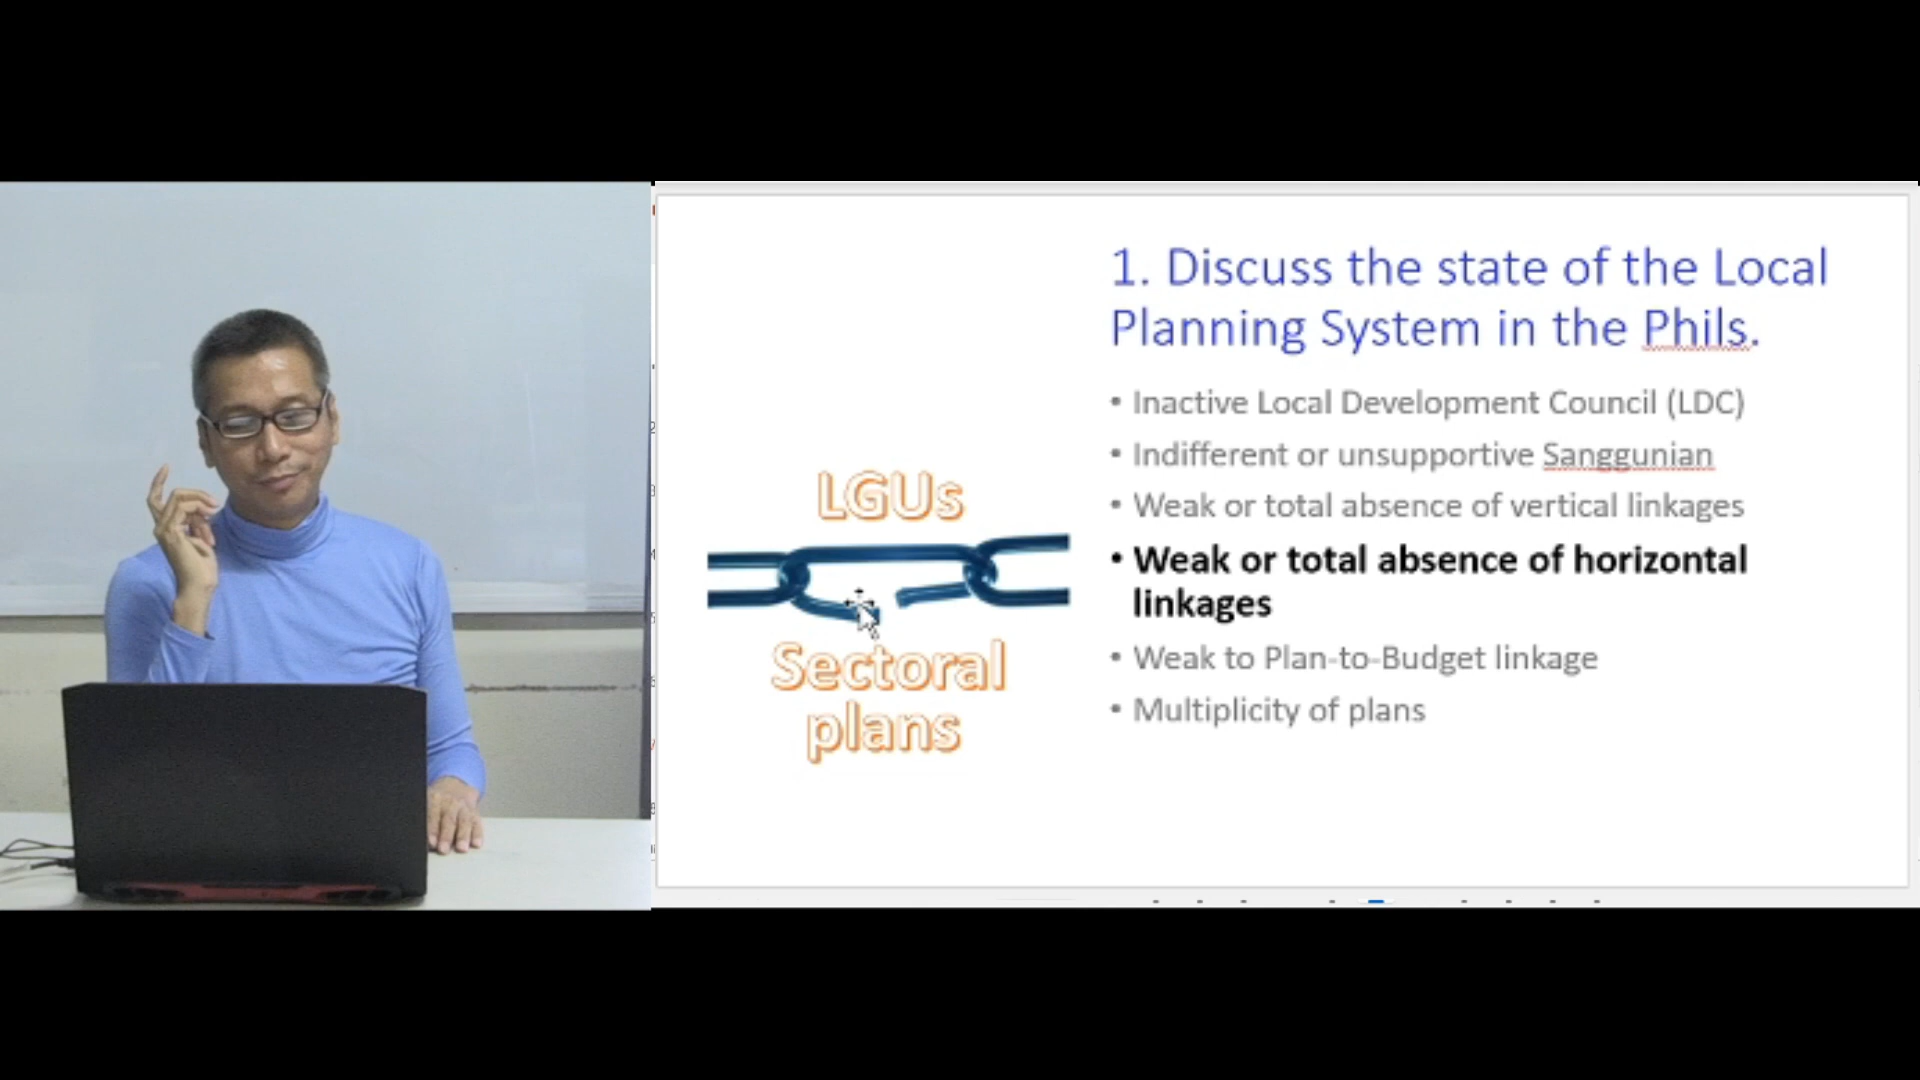 1. Discuss the state of the Local
Planning System in the Phils.
• Inactive Local Development Council (LDC)
• Indifferent or unsupportive Sanggunian
• Weak or total absence of vertical linkages
• Weak or total absence of horizontal
linkages
• Weak to Plan-to-Budget linkage
• Multiplicity of plans
LGUs
Sectoral
plans